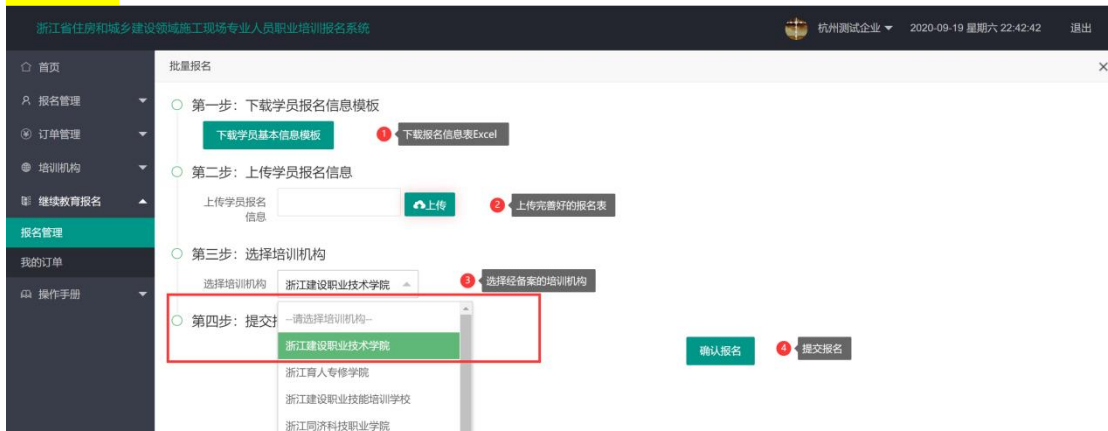 浙江省住房和城乡建设领域施工现场专业人员职业培训报名系统 杭州测试企业 2020-09-19 星期六 22:42:42 退出
首页
报名管理
订单管理
培训机构
继续教育报名
报名管理
我的订单
操作手册
批量报名 ×
第一步：下载学员报名信息模板
下载学员基本信息模板 1 下载报名信息表Excel
第二步：上传学员报名信息
上传学员报名信息 上传 2 上传完善好的报名表
第三步：选择培训机构
选择培训机构 浙江建设职业技术学院 3 选择经备案的培训机构
第四步：提交
--请选择培训机构--
浙江建设职业技术学院
浙江育人专修学院
浙江建设职业技能培训学校
浙江同济科技职业学院
确认报名 4 提交报名